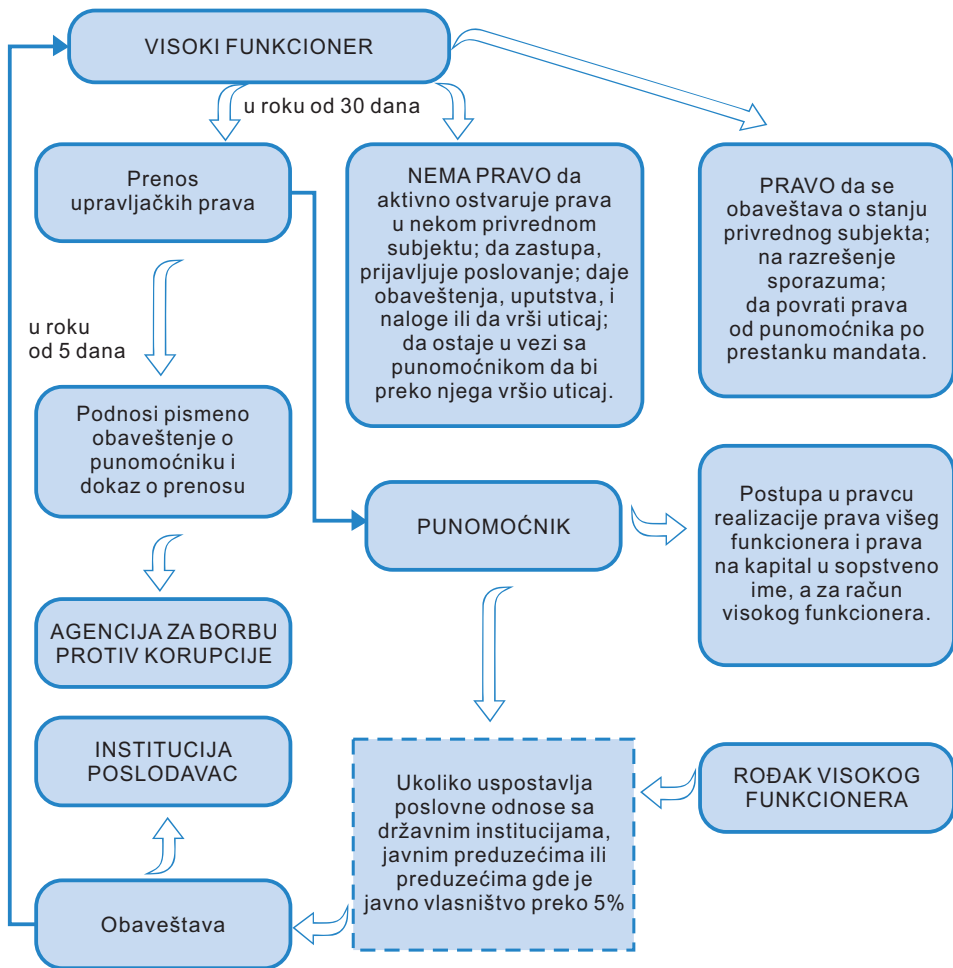 VISOKI FUNKCIONER
u roku od 30 dana
Prenos
upravljačkih prava
NEMA PRAVO da
aktivno ostvaruje prava
u nekom privrednom
subjektu; da zastupa,
prijavljuje poslovanje; daje
obaveštenja, uputstva, i
naloge ili da vrši uticaj;
da ostaje u vezi sa
punomoćnikom da bi
preko njega vršio uticaj.
PRAVO da se
obaveštava o stanju
privrednog subjekta;
na razrešenje
sporazuma;
da povrati prava
od punomoćnika po
prestanku mandata.
u roku
od 5 dana
Podnosi pismeno
obaveštenje o
punomoćniku i
dokaz o prenosu
PUNOMOĆNIK
Postupa u pravcu
realizacije prava višeg
funkcionera i prava
na kapital u sopstveno
ime, a za račun
visokog funkcionera.
AGENCIJA ZA BORBU
PROTIV KORUPCIJE
INSTITUCIJA
POSLODAVAC
Ukoliko uspostavlja
poslovne odnose sa
državnim institucijama,
javnim preduzećima ili
preduzećima gde je
javno vlasništvo preko 5%
ROĐAK VISOKOG
FUNKCIONERA
Obaveštava